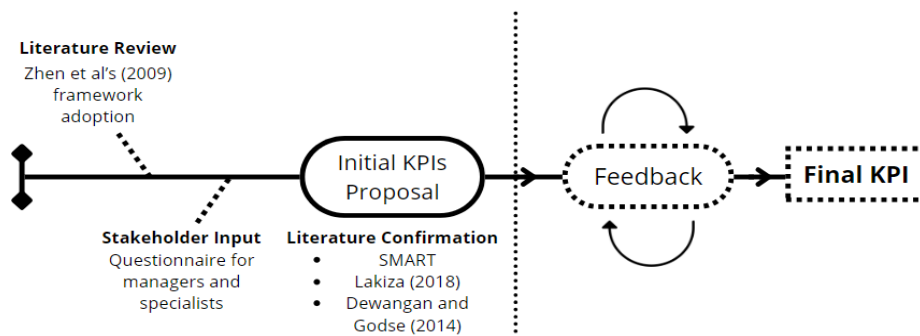 Literature Review
Zhen et al's (2009)
framework
adoption
Initial KPIs
Proposal
Feedback
Final KPI
Stakeholder Input
Questionnaire for
managers and
specialists
Literature Confirmation
• SMART
• Lakiza (2018)
• Dewangan and
Godse (2014)